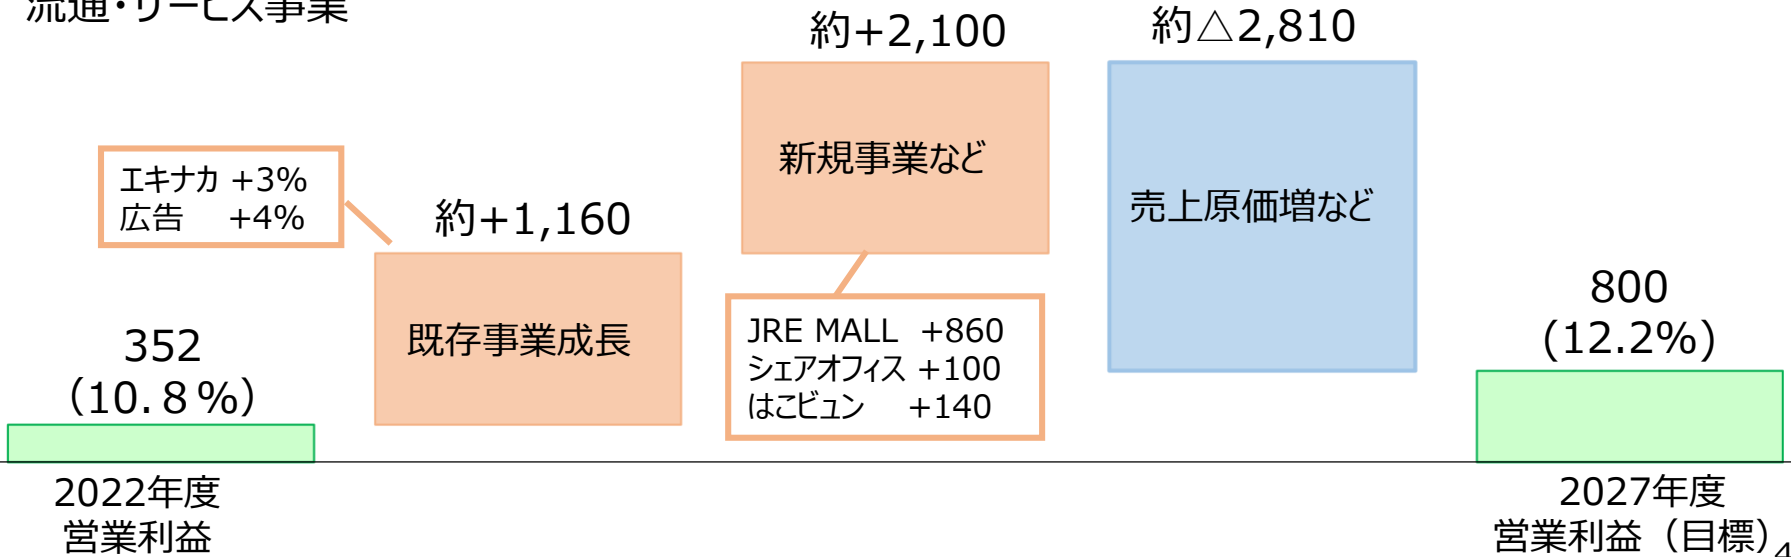 流通・サービス事業
約+2,100
約△2,810
エキナカ +3%
広告 +4%
約+1,160
新規事業など
売上原価増など
既存事業成長
JRE MALL +860
シェアオフィス +100
はこビュン +140
352
(10.8%)
800
(12.2%)
2022年度
営業利益
2027年度
営業利益（目標）